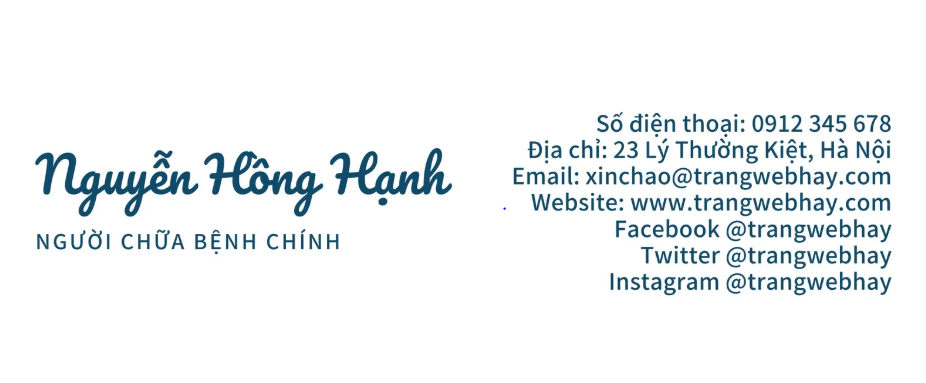 Nguyễn Hồng Hạnh
NGƯỜI CHỮA BỆNH CHÍNH
Số điện thoại: 0912 345 678
Địa chỉ: 23 Lý Thường Kiệt, Hà Nội
Email: xinchao@trangwebhay.com
Website: www.trangwebhay.com
Facebook @trangwebhay
Twitter @trangwebhay
Instagram @trangwebhay